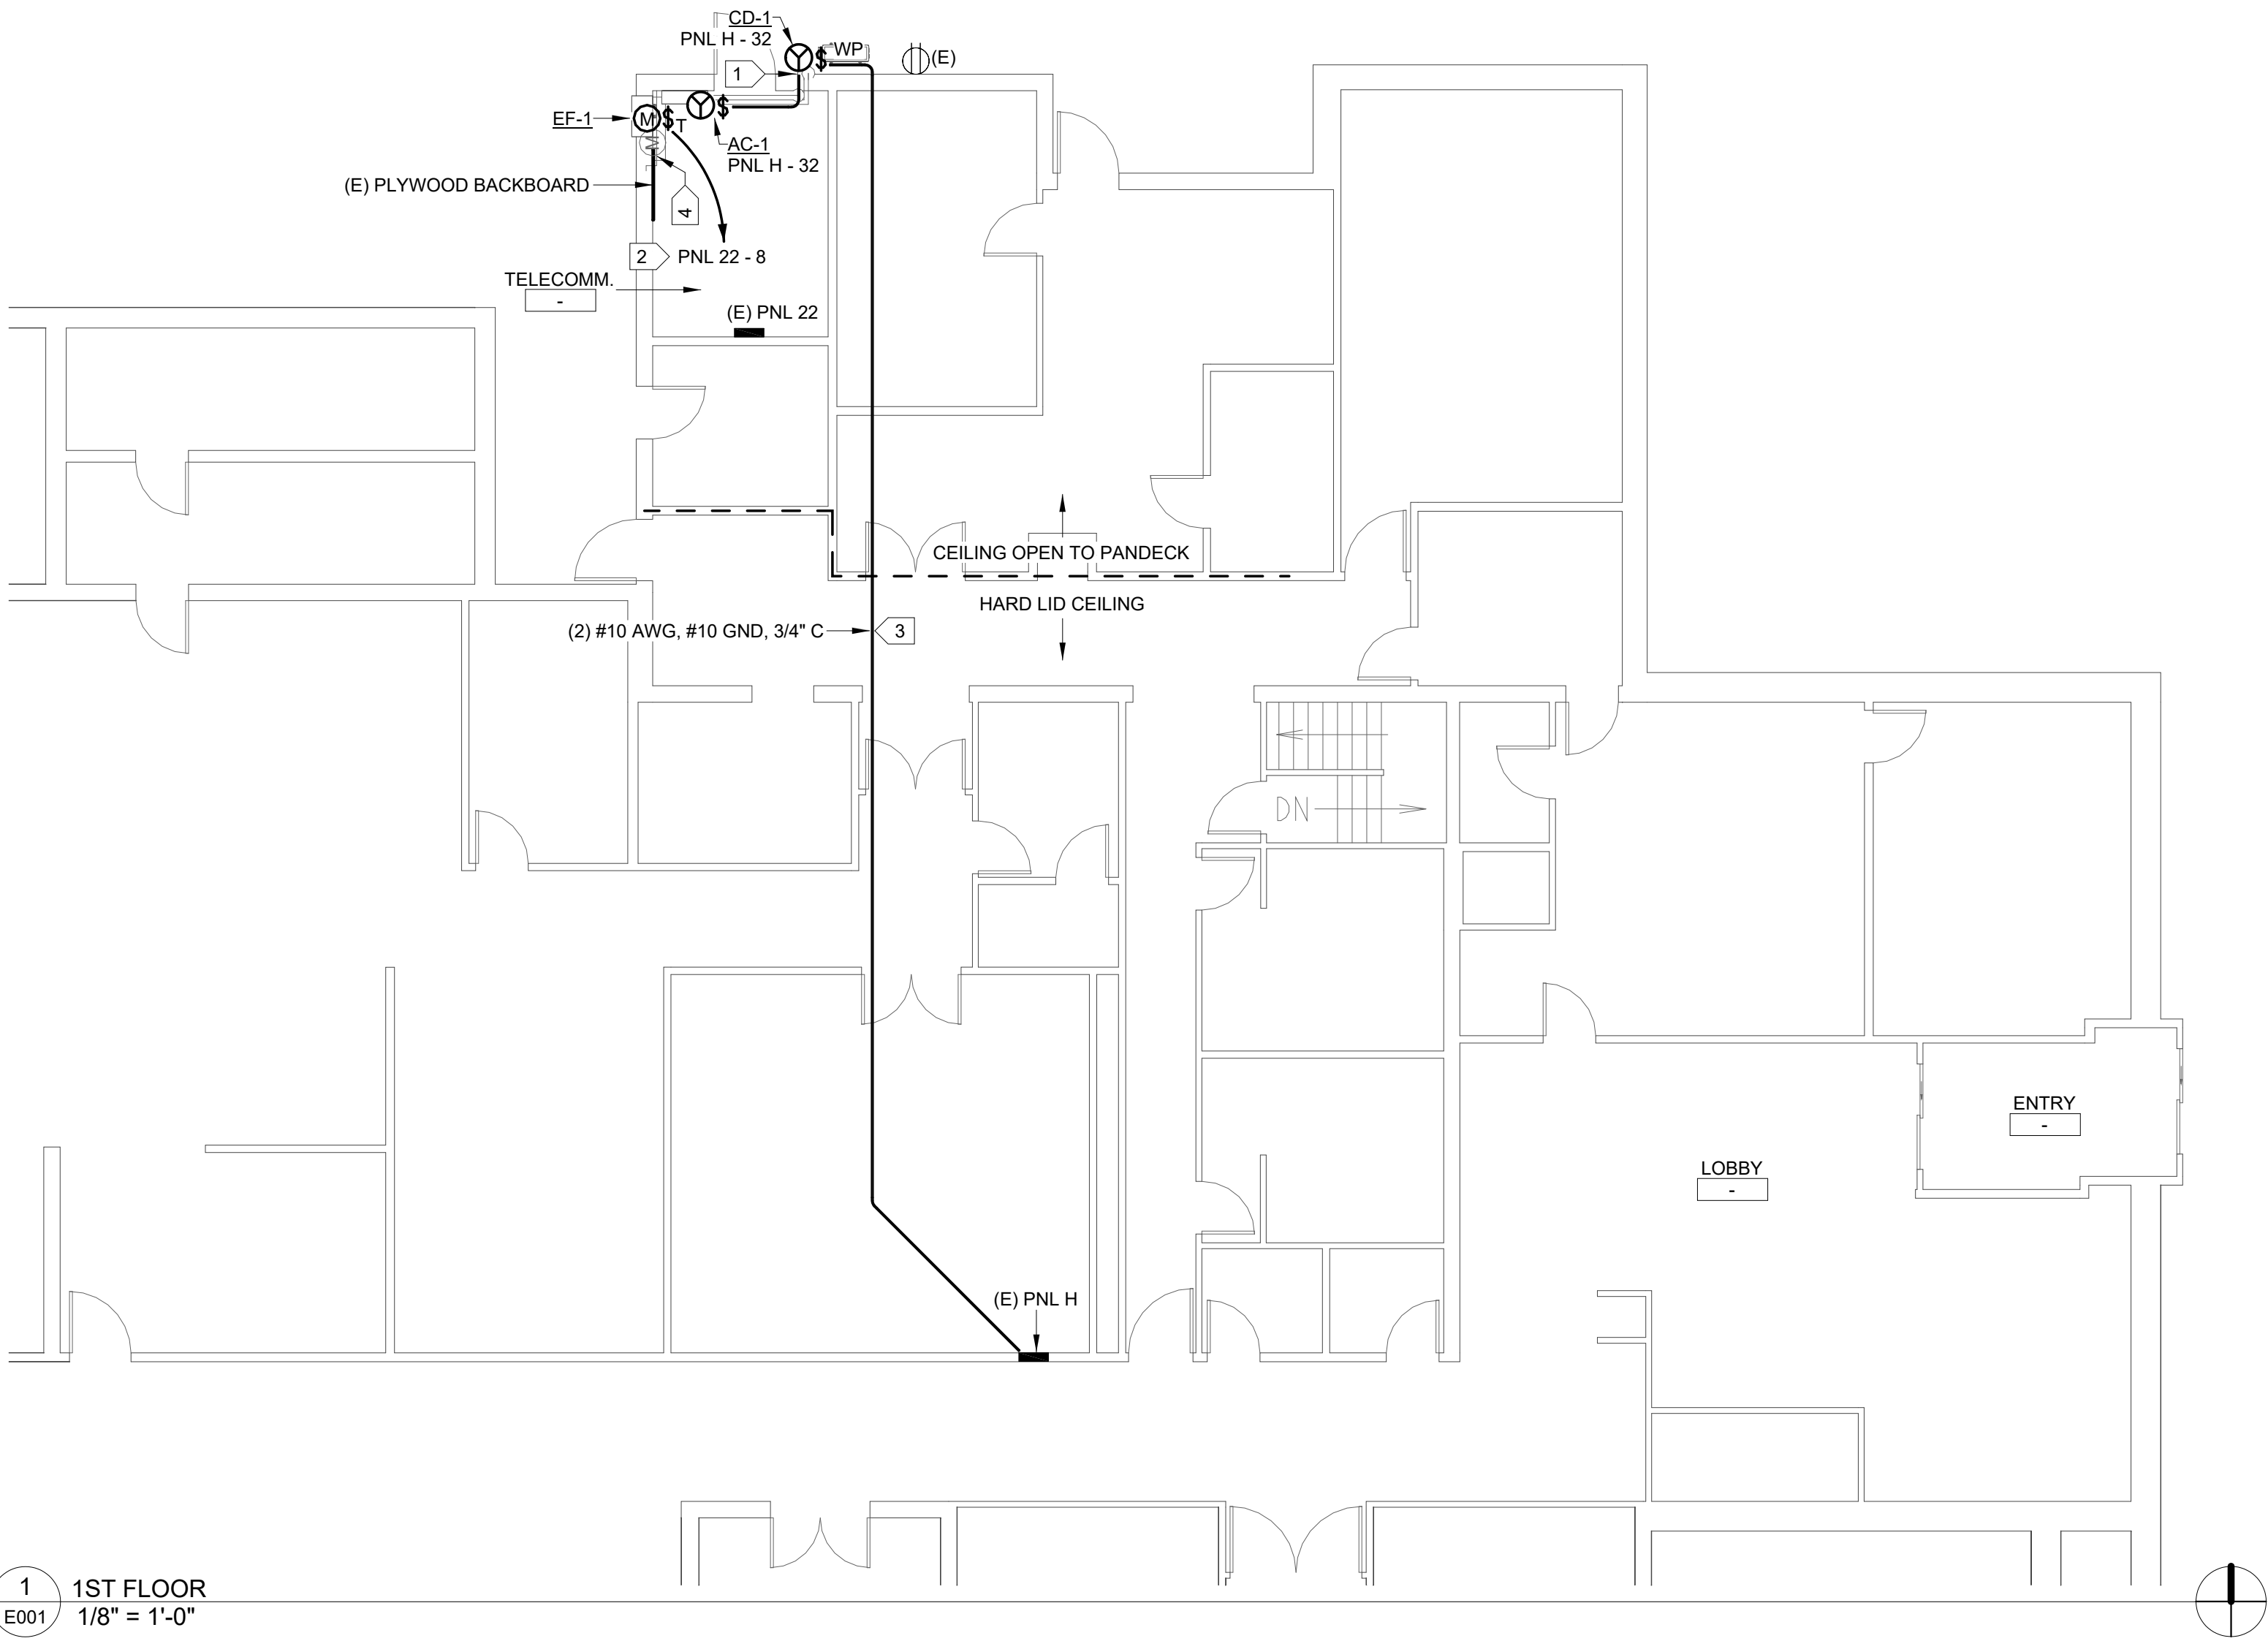 CD-1
PNL H - 32
$ WP
(E)
1
EF-1
M
$T
$
AC-1
PNL H - 32
(E) PLYWOOD BACKBOARD
4
2
PNL 22 - 8
TELECOMM.
-
(E) PNL 22
CEILING OPEN TO PANDECK
HARD LID CEILING
(2) #10 AWG, #10 GND, 3/4" C
3
DN
ENTRY
-
LOBBY
-
(E) PNL H
1
E001
1ST FLOOR
1/8" = 1'-0"